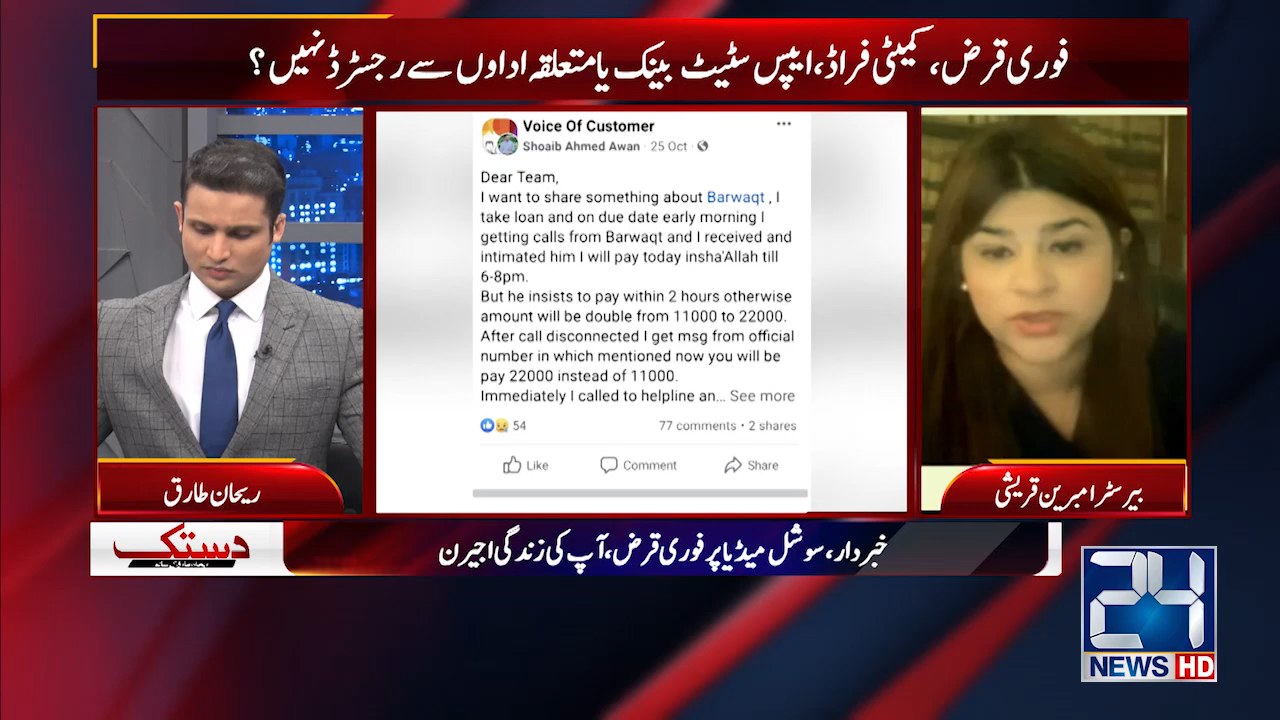 فوری قرض، کمیٹی فراڈ، ایپس سٹیٹ بینک یا متعلقہ اداوں سے رجسٹرڈ نہیں؟
Voice Of Customer
Shoaib Ahmed Awan · 25 Oct ·
Dear Team,
I want to share something about Barwaqt , I
take loan and on due date early morning I
getting calls from Barwaqt and I received and
intimated him I will pay today insha'Allah till
6-8pm.
But he insists to pay within 2 hours otherwise
amount will be double from 11000 to 22000.
After call disconnected I get msg from official
number in which mentioned now you will be
pay 22000 instead of 11000.
Immediately I called to helpline an... See more
54
77 comments • 2 shares
Like Comment Share
ریحان طارق
بیرسٹر امبرین قریشی
دستک
خبردار، سوشل میڈیا پر فوری قرض، آپ کی زندگی اجیرن
24
NEWS HD